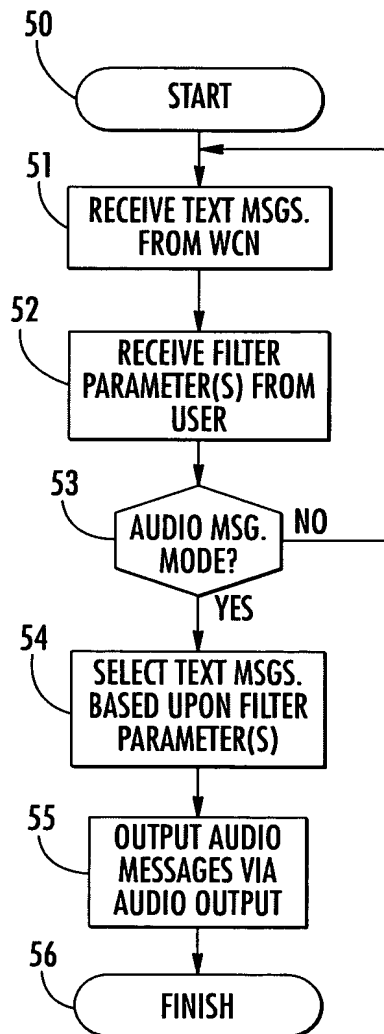 50
START
51
RECEIVE TEXT MSGS.
FROM WCN
52
RECEIVE FILTER
PARAMETER(S) FROM
USER
53
AUDIO MSG.
MODE?
NO
YES
54
SELECT TEXT MSGS.
BASED UPON FILTER
PARAMETER(S)
55
OUTPUT AUDIO
MESSAGES VIA
AUDIO OUTPUT
56
FINISH